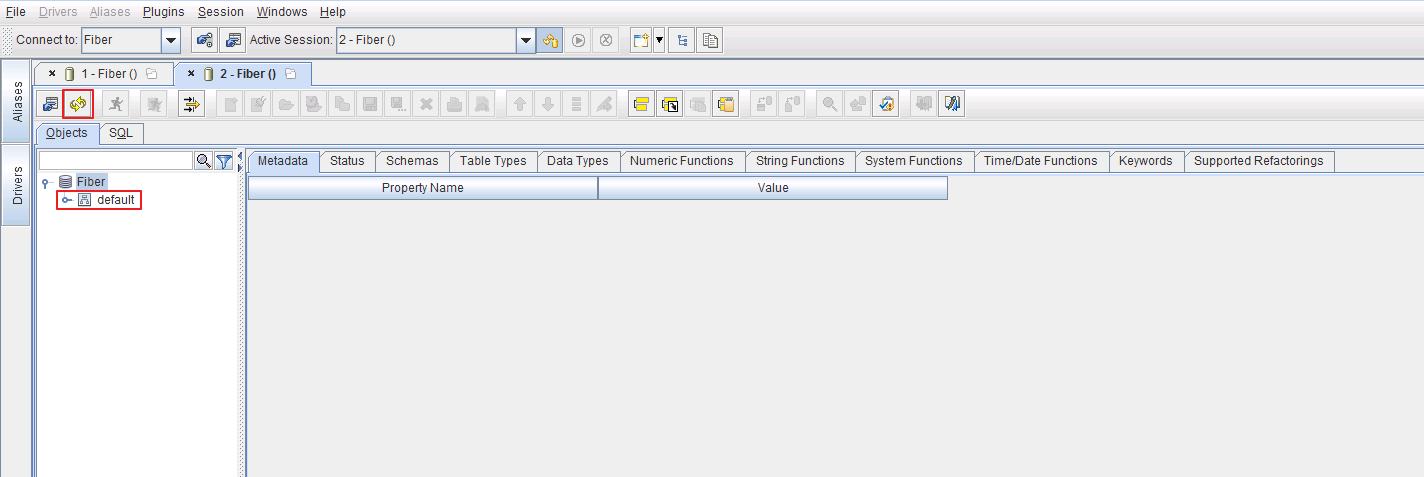 File Drivers Aliases Plugins Session Windows Help
Connect to: Fiber Active Session: 2 - Fiber ()
1 - Fiber () 2 - Fiber ()
Objects SQL
Aliases
Drivers
Metadata Status Schemas Table Types Data Types Numeric Functions String Functions System Functions Time/Date Functions Keywords Supported Refactorings
Fiber
Property Name Value
default